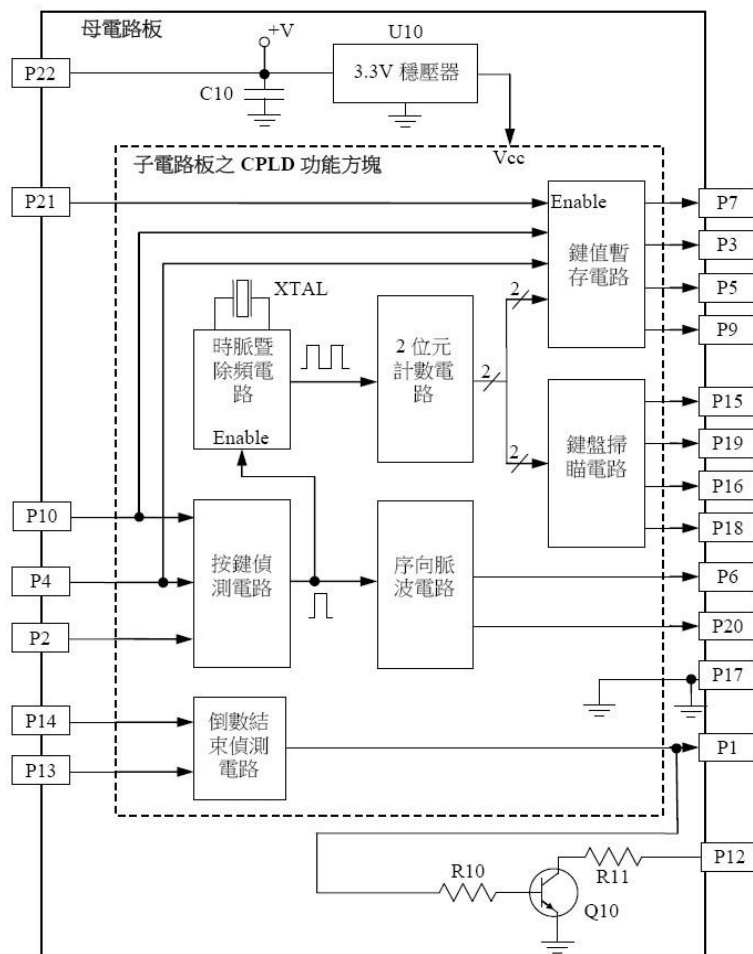 母電路板
+V
U10
P22
3.3V 穩壓器
C10
Vcc
子電路板之 CPLD 功能方塊
P21
Enable
P7
P3
鍵值暫
存電路
P5
P9
XTAL
2
時脈暨
除頻電
路
Enable
2 位元
計數電
路
2
2
鍵盤掃
瞄電路
P15
P19
P16
P18
P10
P4
P2
按鍵偵
測電路
序向脈
波電路
P6
P20
P17
P14
P13
倒數結
束偵測
電路
P1
P12
R10
R11
Q10